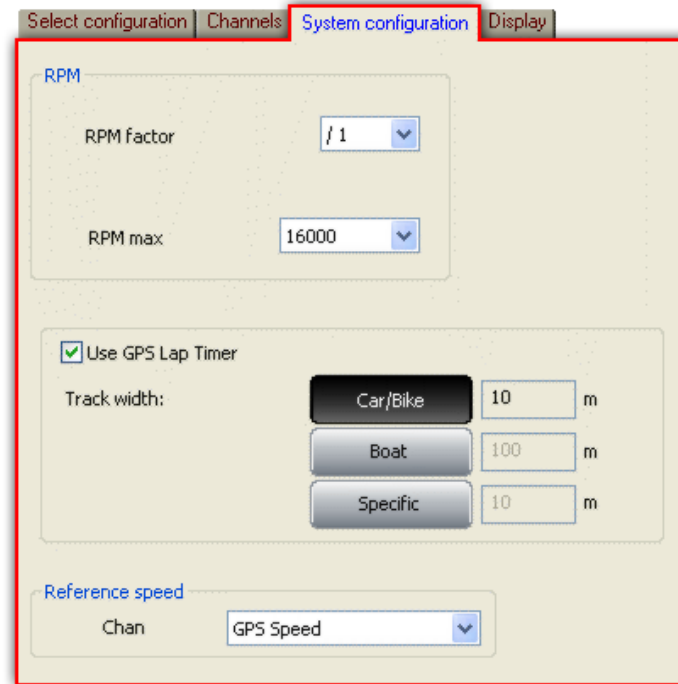 Select configuration Channels System configuration Display
RPM
RPM factor / 1
RPM max 16000
Use GPS Lap Timer
Track width: Car/Bike 10 m
Boat 100 m
Specific 10 m
Reference speed
Chan GPS Speed